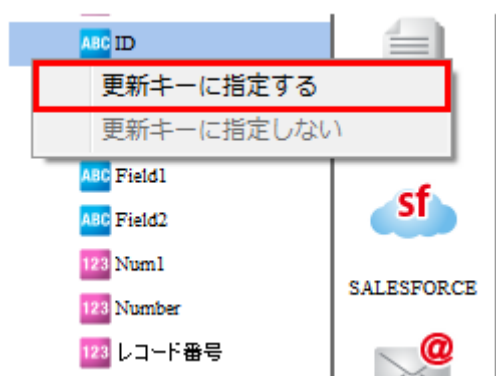 ABC ID
更新キーに指定する
更新キーに指定しない
ABC Field1
ABC Field2
123 Num1
123 Number
123 レコード番号
sf
SALESFORCE
@